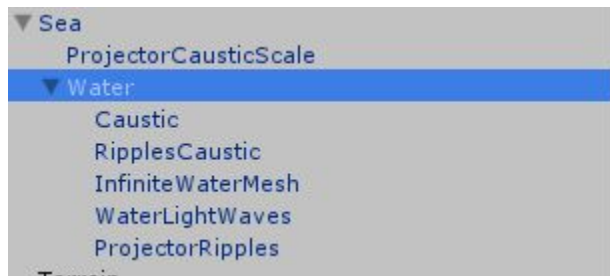 Sea
ProjectorCausticScale
Water
Caustic
RipplesCaustic
InfiniteWaterMesh
WaterLightWaves
ProjectorRipples